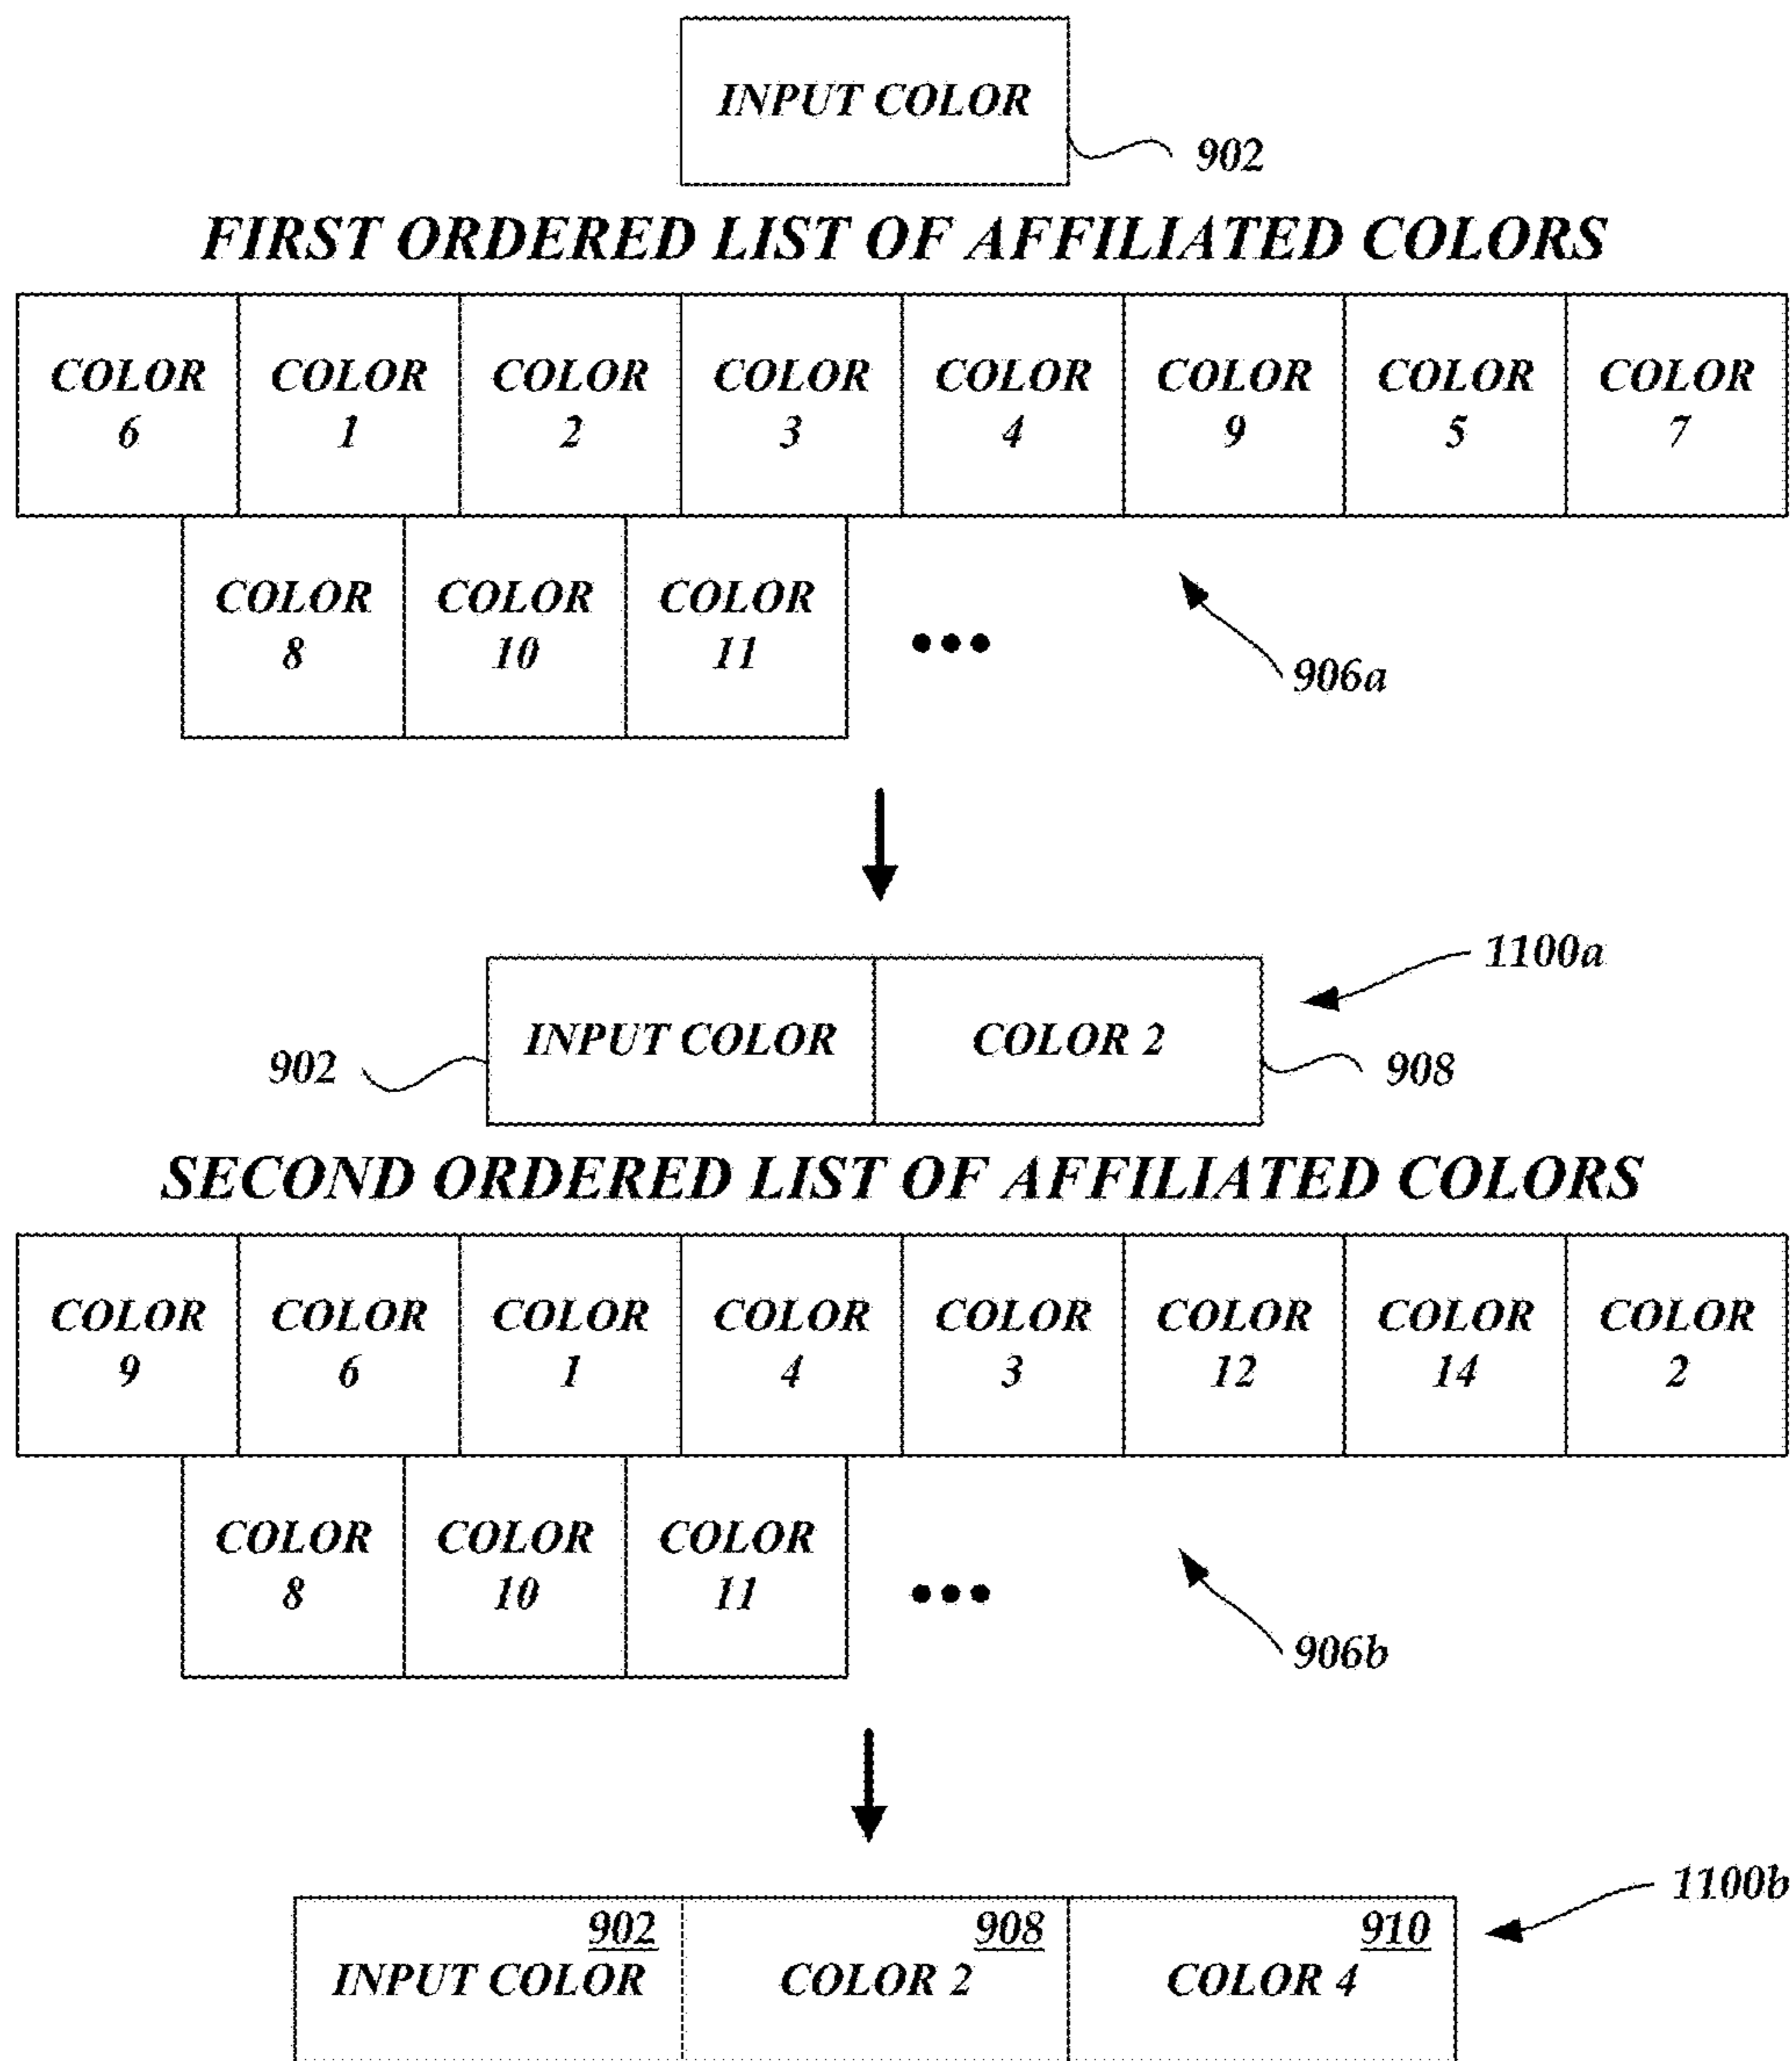 INPUT COLOR
902
FIRST ORDERED LIST OF AFFILIATED COLORS
COLOR COLOR COLOR COLOR COLOR COLOR COLOR COLOR
6 1 2 3 4 9 5 7
COLOR COLOR COLOR
8 10 11 •••
906a
1100a
INPUT COLOR COLOR 2
902 908
SECOND ORDERED LIST OF AFFILIATED COLORS
COLOR COLOR COLOR COLOR COLOR COLOR COLOR COLOR
9 6 1 4 3 12 14 2
COLOR COLOR COLOR
8 10 11 •••
906b
1100b
902 908 910
INPUT COLOR COLOR 2 COLOR 4